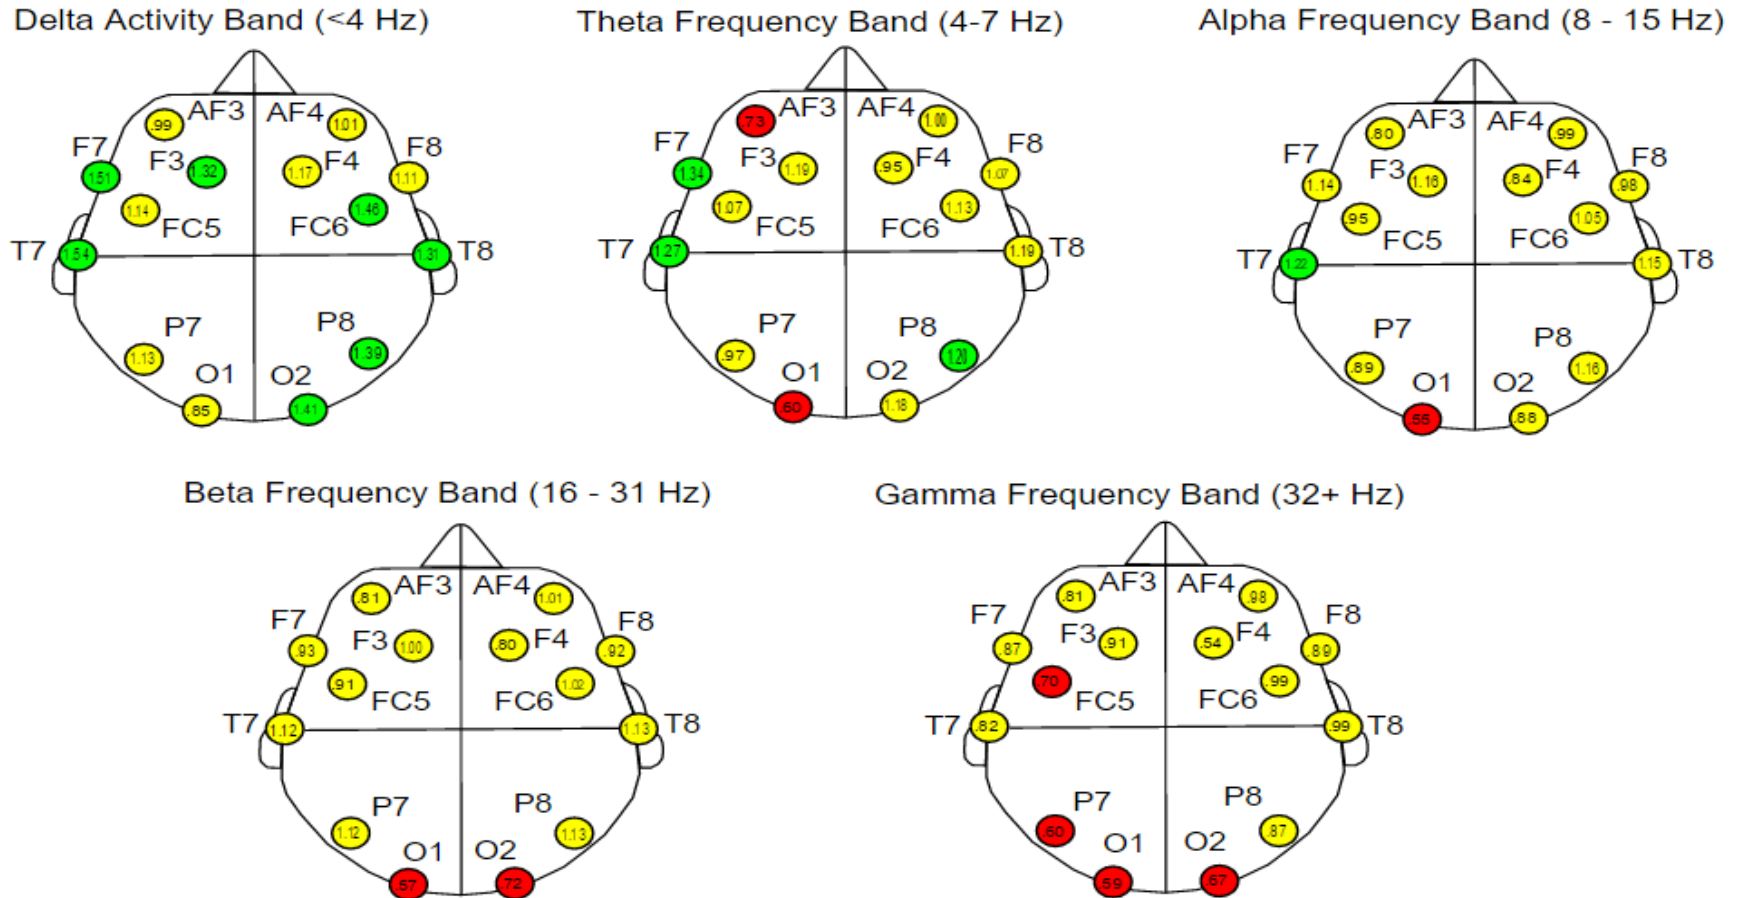 Delta Activity Band (<4 Hz)
Theta Frequency Band (4-7 Hz)
Alpha Frequency Band (8 - 15 Hz)
.99 AF3 AF4 1.01
F7 F3 F4 F8
1.51 1.32 1.17 1.11
1.14 FC5 FC6 1.46
T7 1.54 1.31 T8
P7 P8
1.13 1.39
O1 O2
.85 1.41
.73 AF3 AF4 1.00
F7 F3 F4 F8
1.34 1.19 .95 1.07
1.07 FC5 FC6 1.13
T7 1.27 1.19 T8
P7 P8
.97 1.20
O1 O2
.60 1.18
.80 AF3 AF4 .99
F7 F3 F4 F8
1.14 1.16 .84 .98
.95 FC5 FC6 1.05
T7 1.22 1.15 T8
P7 P8
.89 1.16
O1 O2
.55 .88
Beta Frequency Band (16 - 31 Hz)
Gamma Frequency Band (32+ Hz)
.81 AF3 AF4 1.01
F7 F3 F4 F8
.93 1.00 .80 .92
.91 FC5 FC6 1.02
T7 1.12 1.13 T8
P7 P8
1.12 1.13
O1 O2
.72
.81 AF3 AF4 .98
F7 F3 F4 F8
.87 .91 .54 .89
.70 FC5 FC6 .99
T7 .82 .99 T8
P7 P8
.60 .87
O1 O2
.59 .67